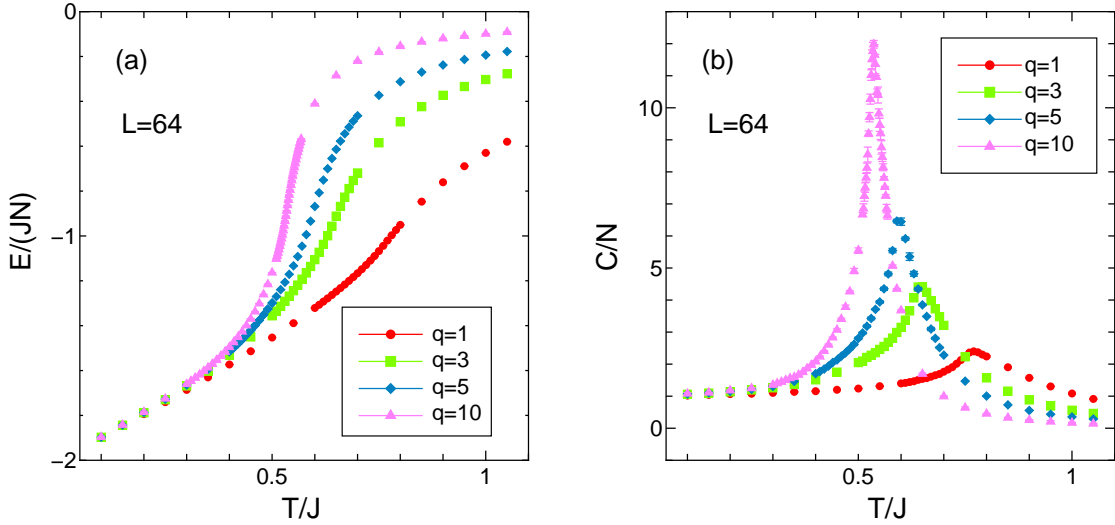 (a)
L=64
E/(JN)
0
−1
−2
0.5
1
T/J
q=1
q=3
q=5
q=10
(b)
L=64
C/N
10
5
0
0.5
1
T/J
q=1
q=3
q=5
q=10